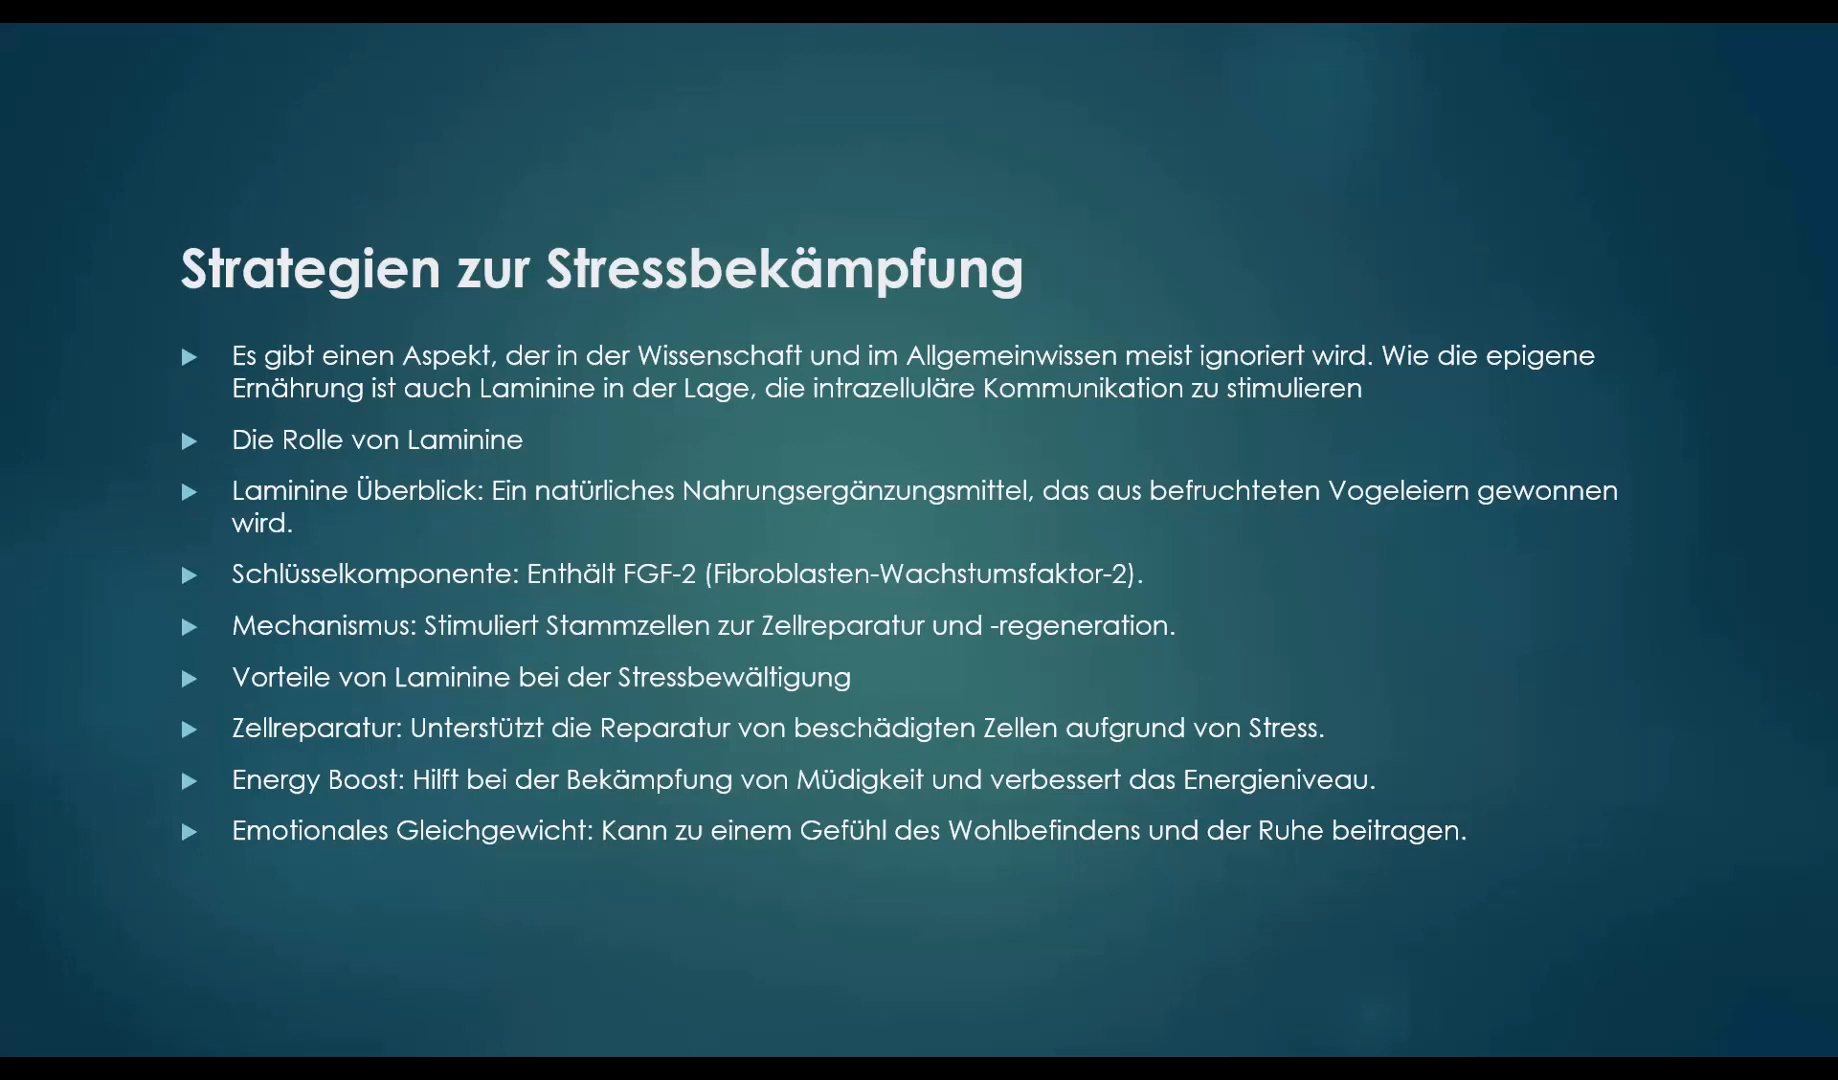 Strategien zur Stressbekämpfung
Es gibt einen Aspekt, der in der Wissenschaft und im Allgemeinwissen meist ignoriert wird. Wie die epigene
Ernährung ist auch Laminine in der Lage, die intrazelluläre Kommunikation zu stimulieren
Die Rolle von Laminine
Laminine Überblick: Ein natürliches Nahrungsergänzungsmittel, das aus befruchteten Vogeleiern gewonnen
wird.
Schlüsselkomponente: Enthält FGF-2 (Fibroblasten-Wachstumsfaktor-2).
Mechanismus: Stimuliert Stammzellen zur Zellreparatur und -regeneration.
Vorteile von Laminine bei der Stressbewältigung
Zellreparatur: Unterstützt die Reparatur von beschädigten Zellen aufgrund von Stress.
Energy Boost: Hilft bei der Bekämpfung von Müdigkeit und verbessert das Energieniveau.
Emotionales Gleichgewicht: Kann zu einem Gefühl des Wohlbefindens und der Ruhe beitragen.